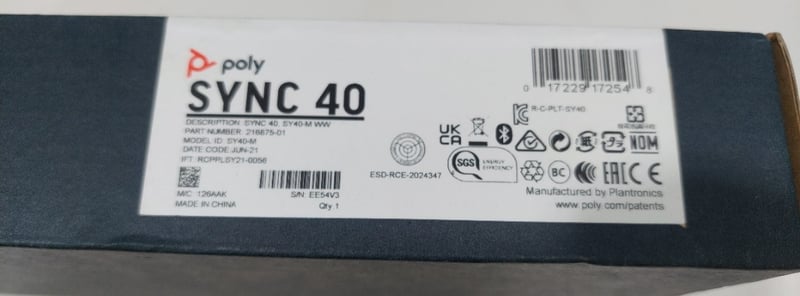 poly
SYNC 40
DESCRIPTION: SYNC 40, SY40-M WW
PART NUMBER: 216875-01
MODEL ID: SY40-M
DATE CODE:JUN-21
IFT: RCPPLSY21-0056
M/C: 126AAK
MADE IN CHINA
S/N: EE54V3
Qty 1
ESD-RCE-2024347
0 17229 17254 8
R-C-PLT-SY40
UK
CA
SGS ENERGY EFFICIENCY
NOM
BC
EAC
CE
Manufactured by Plantronics
www.poly.com/patents